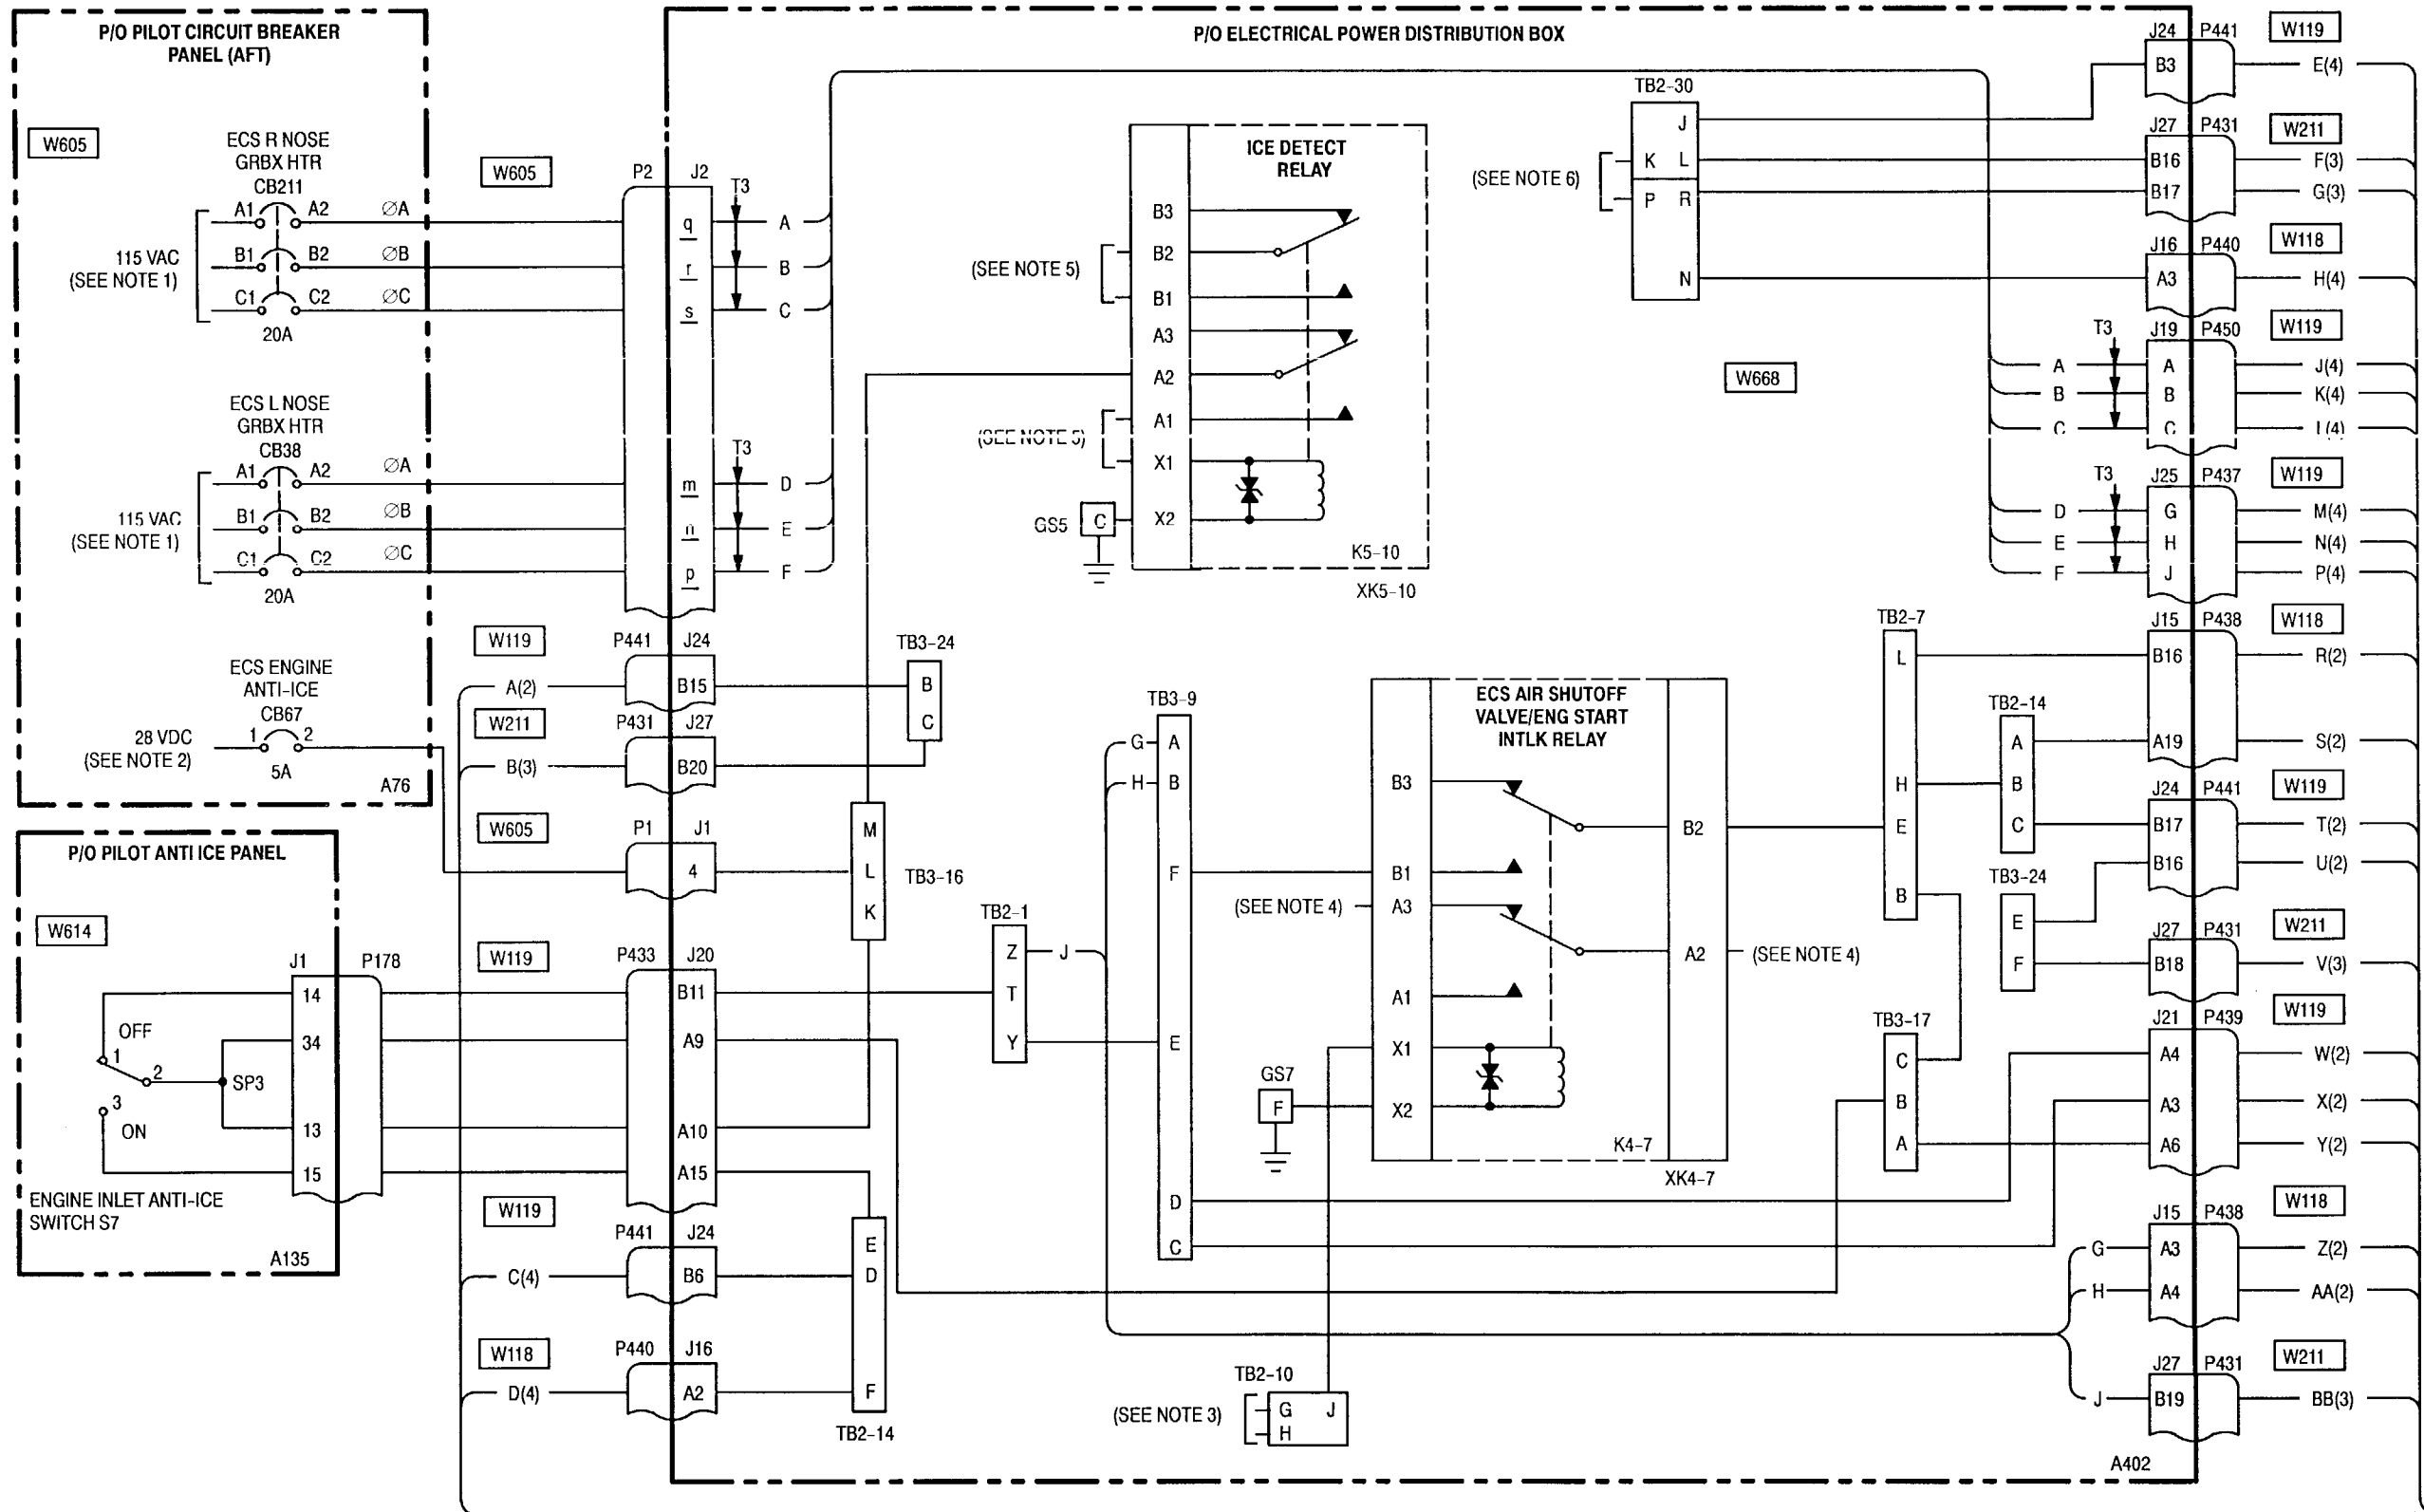 P/O PILOT CIRCUIT BREAKER
PANEL (AFT)
W605
ECS R NOSE
GRBX HTR
CB211
A1 A2 ∅A
B1 B2 ∅B
C1 C2 ∅C
115 VAC
(SEE NOTE 1)
20A
ECS L NOSE
GRBX HTR
CB38
A1 A2 ∅A
B1 B2 ∅B
C1 C2 ∅C
115 VAC
(SEE NOTE 1)
20A
ECS ENGINE
ANTI-ICE
CB67
28 VDC
(SEE NOTE 2)
1 2
5A
A76
P/O PILOT ANTI ICE PANEL
W614
J1 P178
14
34
13
15
OFF
1
2
SP3
3
ON
ENGINE INLET ANTI-ICE
SWITCH S7
A135
P/O ELECTRICAL POWER DISTRIBUTION BOX
W605
P2 J2
T3
q A
r B
s C
T3
m D
n E
p F
W119
P441 J24
A(2) B15
W211
P431 J27
B(3) B20
TB3-24
B
C
W605
P1 J1
4
M
L
K
TB3-16
W119
P433 J20
B11
A9
A10
A15
W119
P441 J24
C(4) B6
W118
P440 J16
D(4) A2
E
D
F
TB2-14
ICE DETECT
RELAY
B3
B2
B1
(SEE NOTE 5)
A3
A2
A1
X1
(SEE NOTE 5)
X2
GS5 C
K5-10
XK5-10
TB2-1
Z J
T
Y
TB3-9
G A
H B
F
E
D
C
ECS AIR SHUTOFF
VALVE/ENG START
INTLK RELAY
B3
B2
B1
(SEE NOTE 4) A3
A2 (SEE NOTE 4)
A1
X1
X2
GS7
F
K4-7
XK4-7
TB2-10
(SEE NOTE 3)
G J
H
TB2-30
J
K L
P R
N
(SEE NOTE 6)
W668
TB2-7
L
H
E
B
TB2-14
A
B
C
TB3-24
E
F
TB3-17
C
B
A
J24 P441 W119
B3 E(4)
J27 P431 W211
B16 F(3)
B17 G(3)
J16 P440 W118
A3 H(4)
T3 J19 P450 W119
A A J(4)
B B K(4)
C C L(4)
T3 J25 P437 W119
D G M(4)
E H N(4)
F J P(4)
J15 P438 W118
B16 R(2)
A19 S(2)
J24 P441 W119
B17 T(2)
B16 U(2)
J27 P431 W211
B18 V(3)
J21 P439 W119
A4 W(2)
A3 X(2)
A6 Y(2)
J15 P438 W118
G A3 Z(2)
H A4 AA(2)
J27 P431 W211
J B19 BB(3)
A402